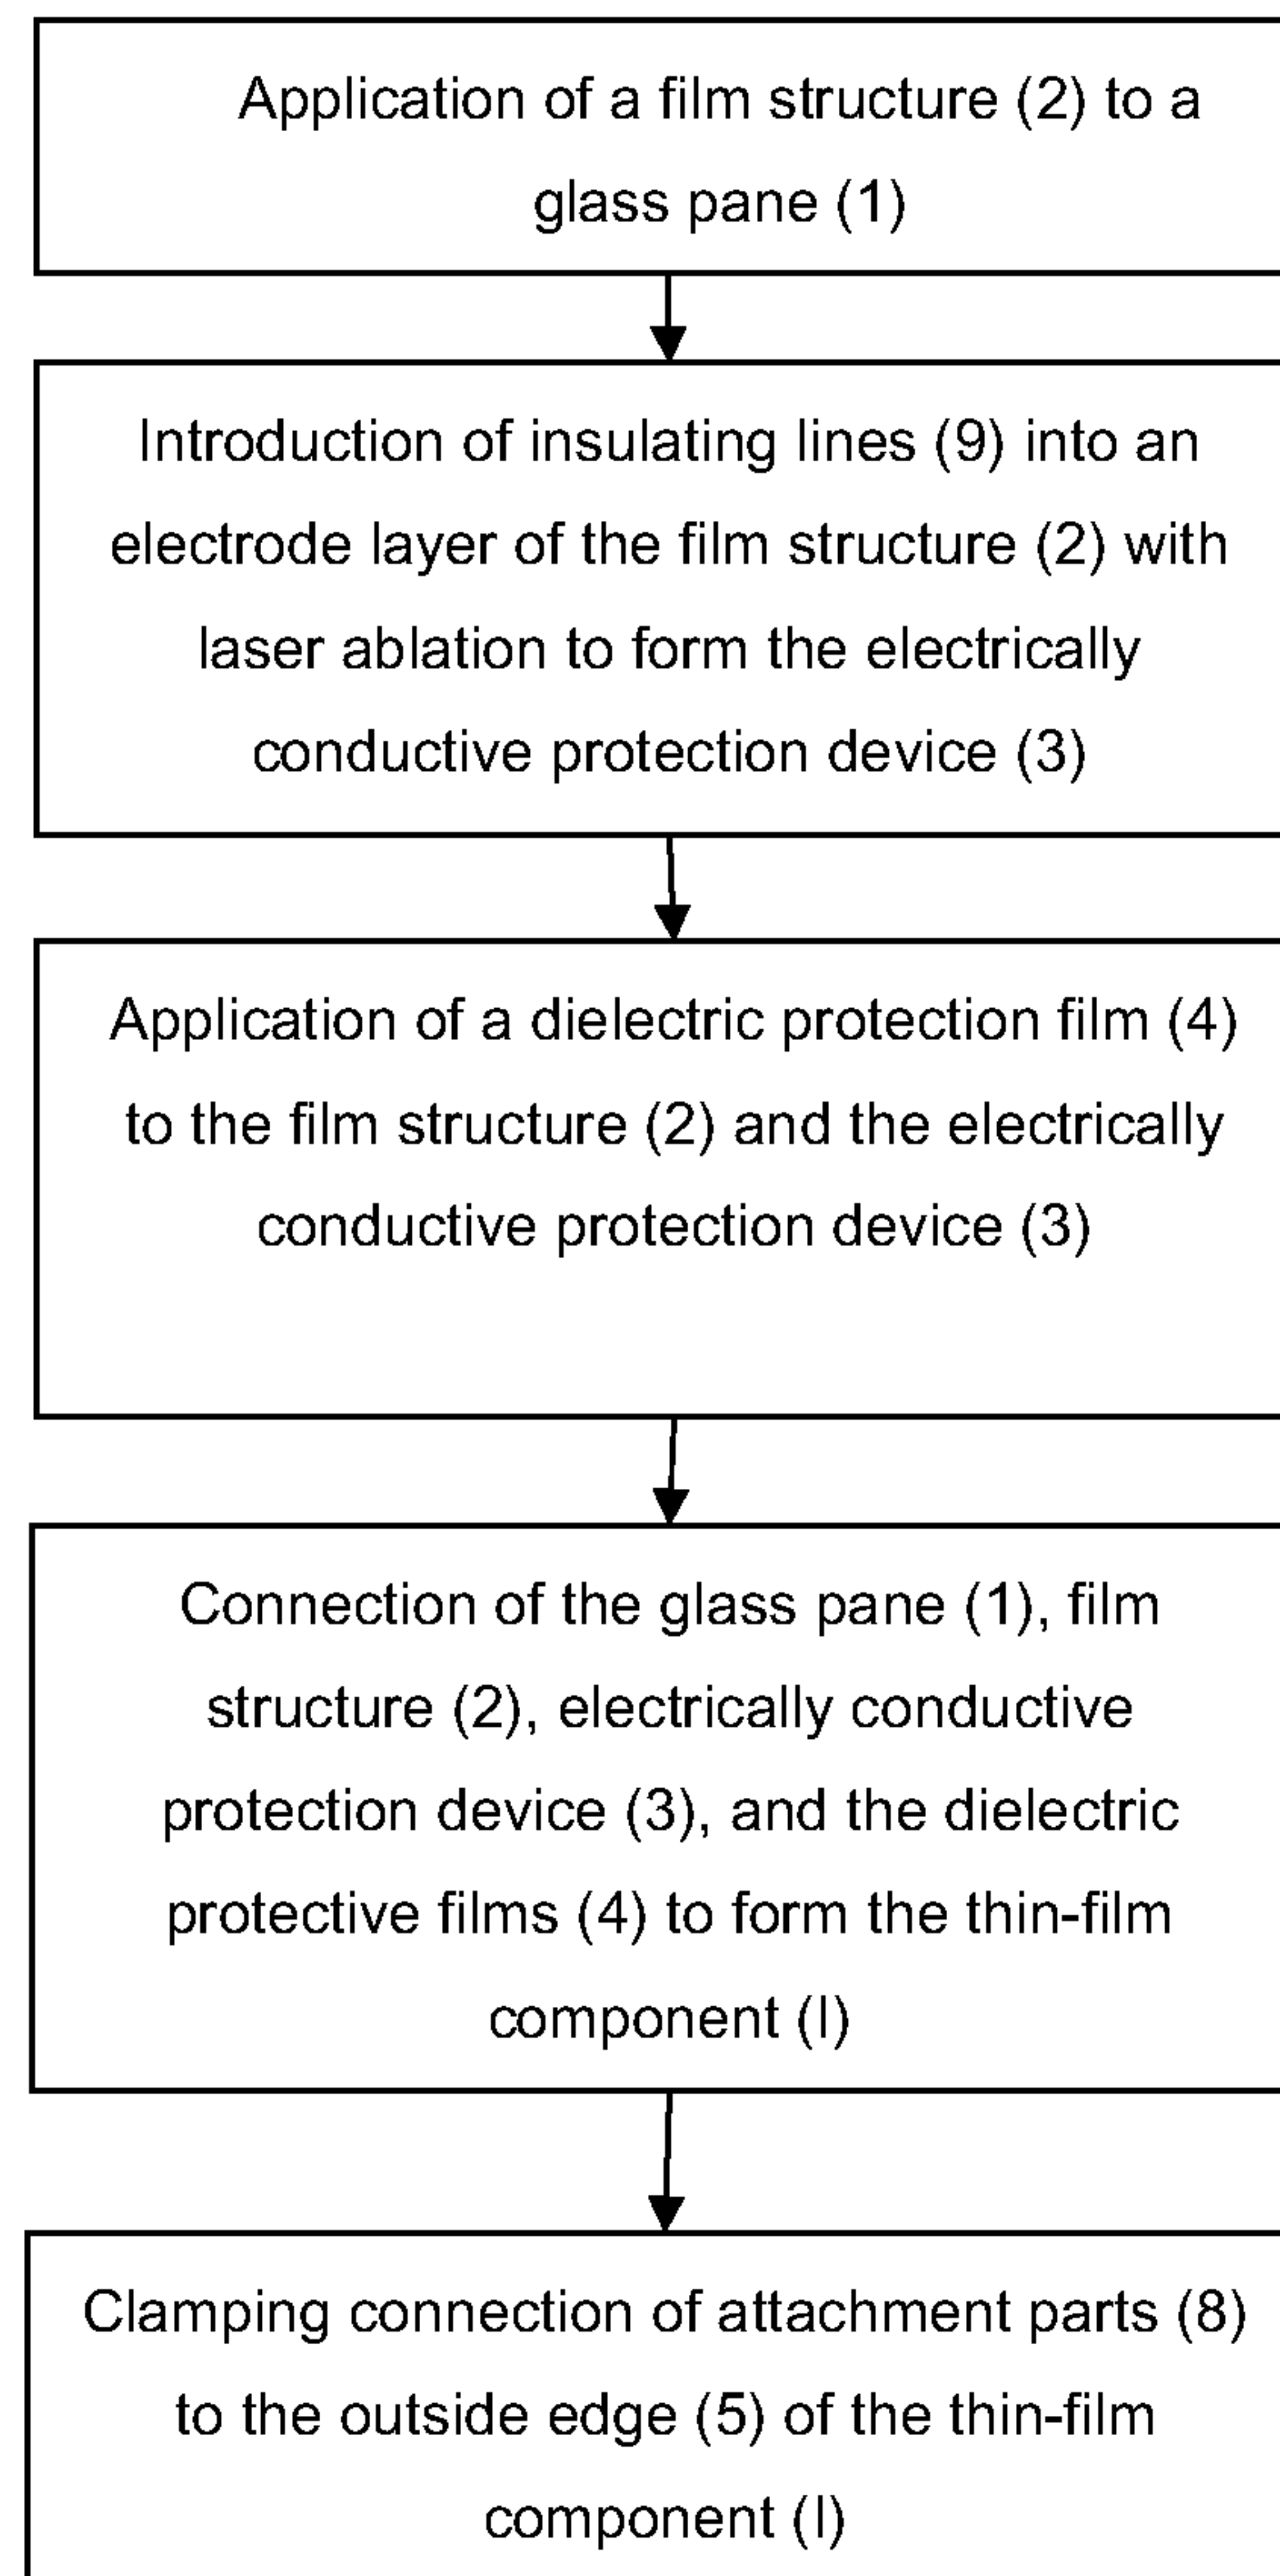 Application of a film structure (2) to a
glass pane (1)
Introduction of insulating lines (9) into an
electrode layer of the film structure (2) with
laser ablation to form the electrically
conductive protection device (3)
Application of a dielectric protection film (4)
to the film structure (2) and the electrically
conductive protection device (3)
Connection of the glass pane (1), film
structure (2), electrically conductive
protection device (3), and the dielectric
protective films (4) to form the thin-film
component (I)
Clamping connection of attachment parts (8)
to the outside edge (5) of the thin-film
component (I)